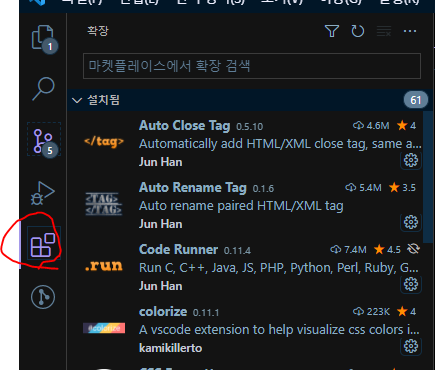 확장
1
마켓플레이스에서 확장 검색
설치됨 61
5
</tag> Auto Close Tag 0.5.10 4.6M ★ 4
Automatically add HTML/XML close tag, same a...
Jun Han
TAG Auto Rename Tag 0.1.6 5.4M ★ 3.5
Auto rename paired HTML/XML tag
Jun Han
.run Code Runner 0.11.4 7.4M ★ 4.5
Run C, C++, Java, JS, PHP, Python, Perl, Ruby, G...
Jun Han
#colorize colorize 0.11.1 223K ★ 4
A vscode extension to help visualize css colors i...
kamikillerto